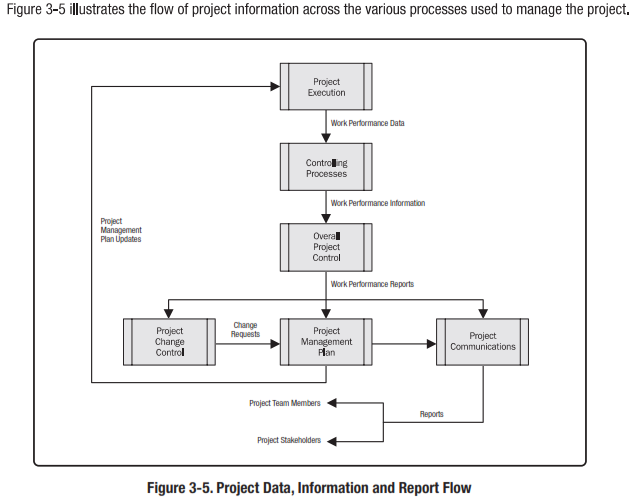 Figure 3-5 illustrates the flow of project information across the various processes used to manage the project.
Project
Execution
Work Performance Data
Controlling
Processes
Work Performance Information
Project
Management
Plan Updates
Overall
Project
Control
Work Performance Reports
Project
Change
Control
Change
Requests
Project
Management
Plan
Project
Communications
Project Team Members
Reports
Project Stakeholders
Figure 3-5. Project Data, Information and Report Flow